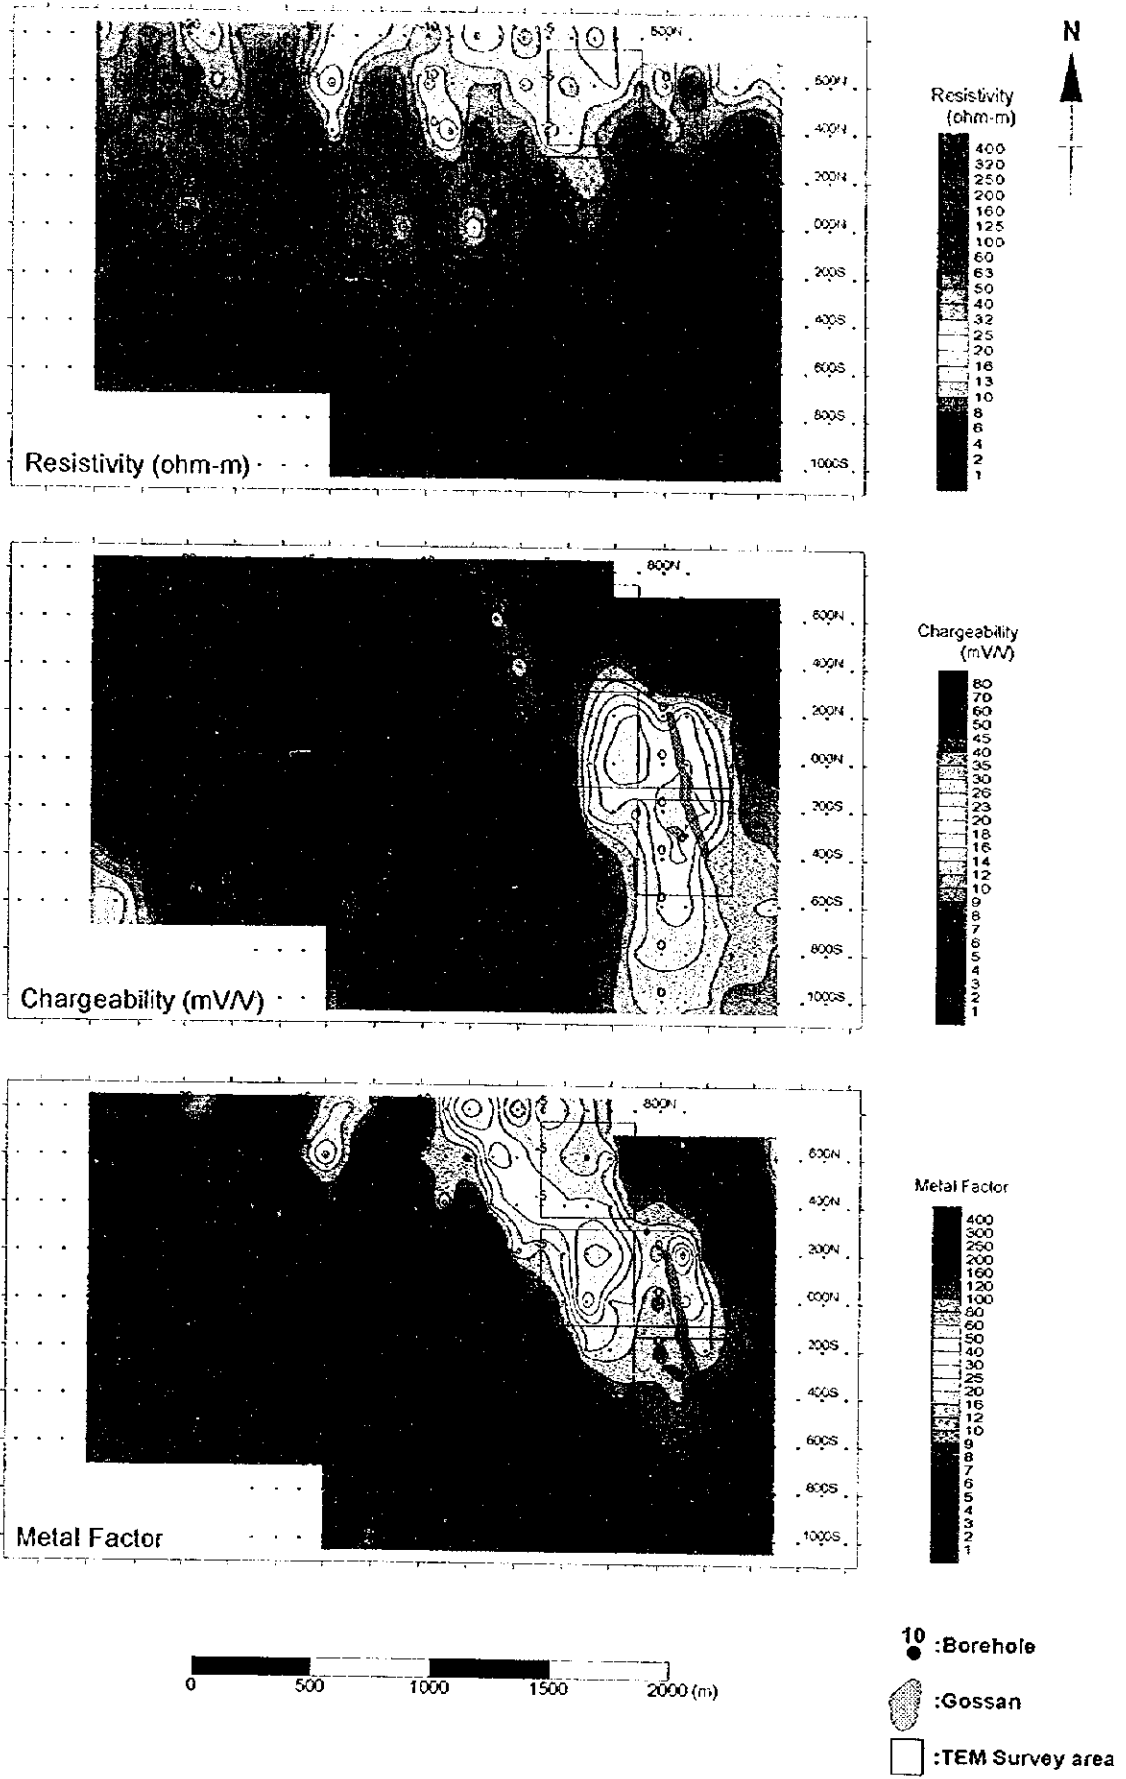 N
800N
600N
400N
200N
000N
200S
400S
600S
800S
1000S
Resistivity (ohm-m)
Resistivity
(ohm-m)
400
320
250
200
160
125
100
80
63
50
40
32
25
20
16
13
10
8
6
4
2
1
800N
600N
400N
200N
000N
200S
400S
600S
800S
1000S
Chargeability (mV/V)
Chargeability
(mV/V)
80
70
60
50
45
40
35
30
26
23
20
18
16
14
12
10
9
8
7
6
5
4
3
2
1
800N
600N
400N
200N
000N
200S
400S
600S
800S
1000S
Metal Factor
Metal Factor
400
300
250
200
160
120
100
80
60
50
40
30
25
20
16
12
10
9
8
7
6
5
4
3
2
1
0 500 1000 1500 2000 (m)
10
:Borehole
:Gossan
:TEM Survey area